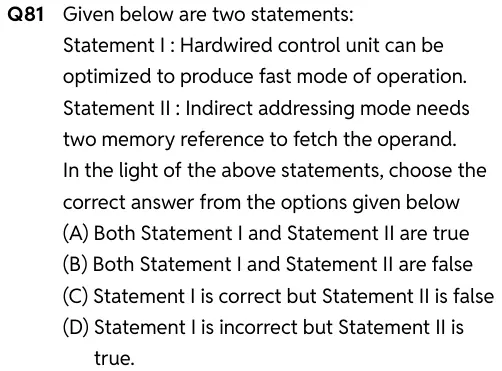 Q81 Given below are two statements:
Statement I : Hardwired control unit can be
optimized to produce fast mode of operation.
Statement II : Indirect addressing mode needs
two memory reference to fetch the operand.
In the light of the above statements, choose the
correct answer from the options given below
(A) Both Statement I and Statement II are true
(B) Both Statement I and Statement II are false
(C) Statement I is correct but Statement II is false
(D) Statement I is incorrect but Statement II is
true.